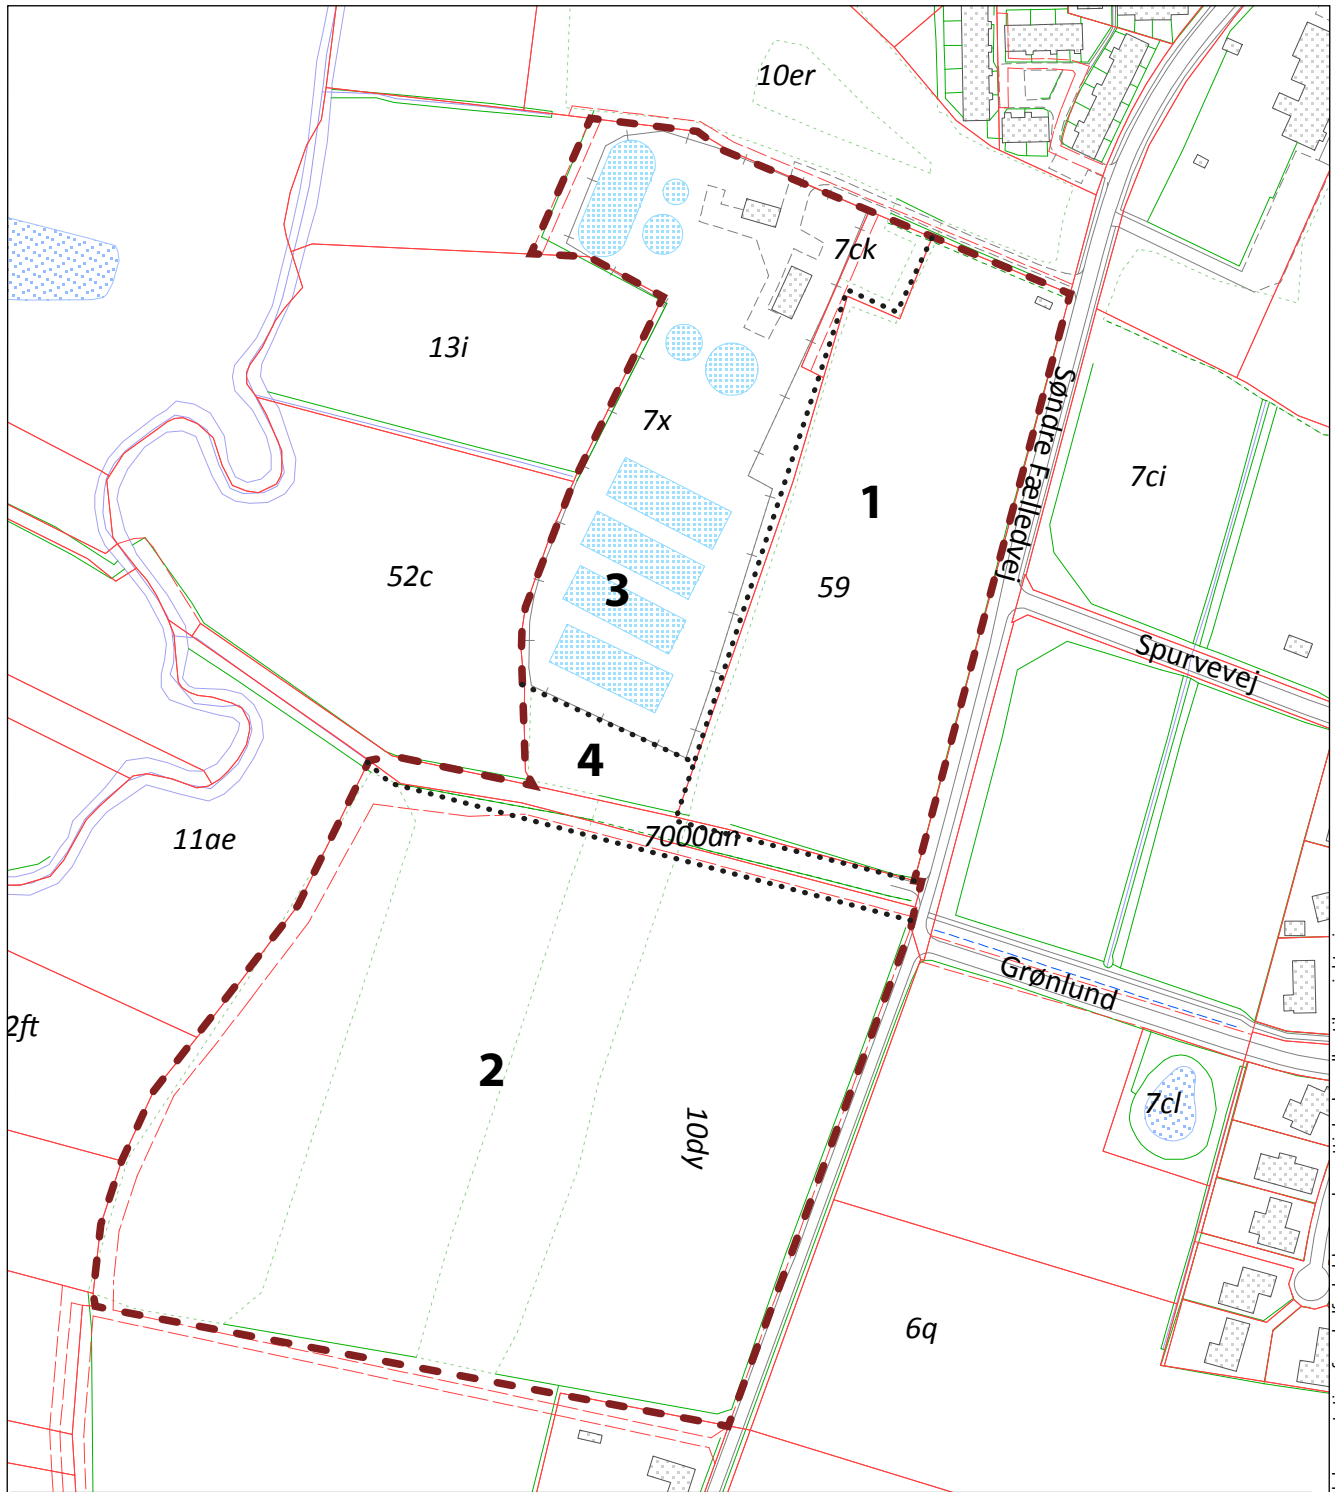 10er
7ck
13i
7x
Søndre Fælledvej
7ci
1
52c
3
59
Spurvevej
4
7000an
11ae
Grønlund
2ft
2
10dy
7cl
6q